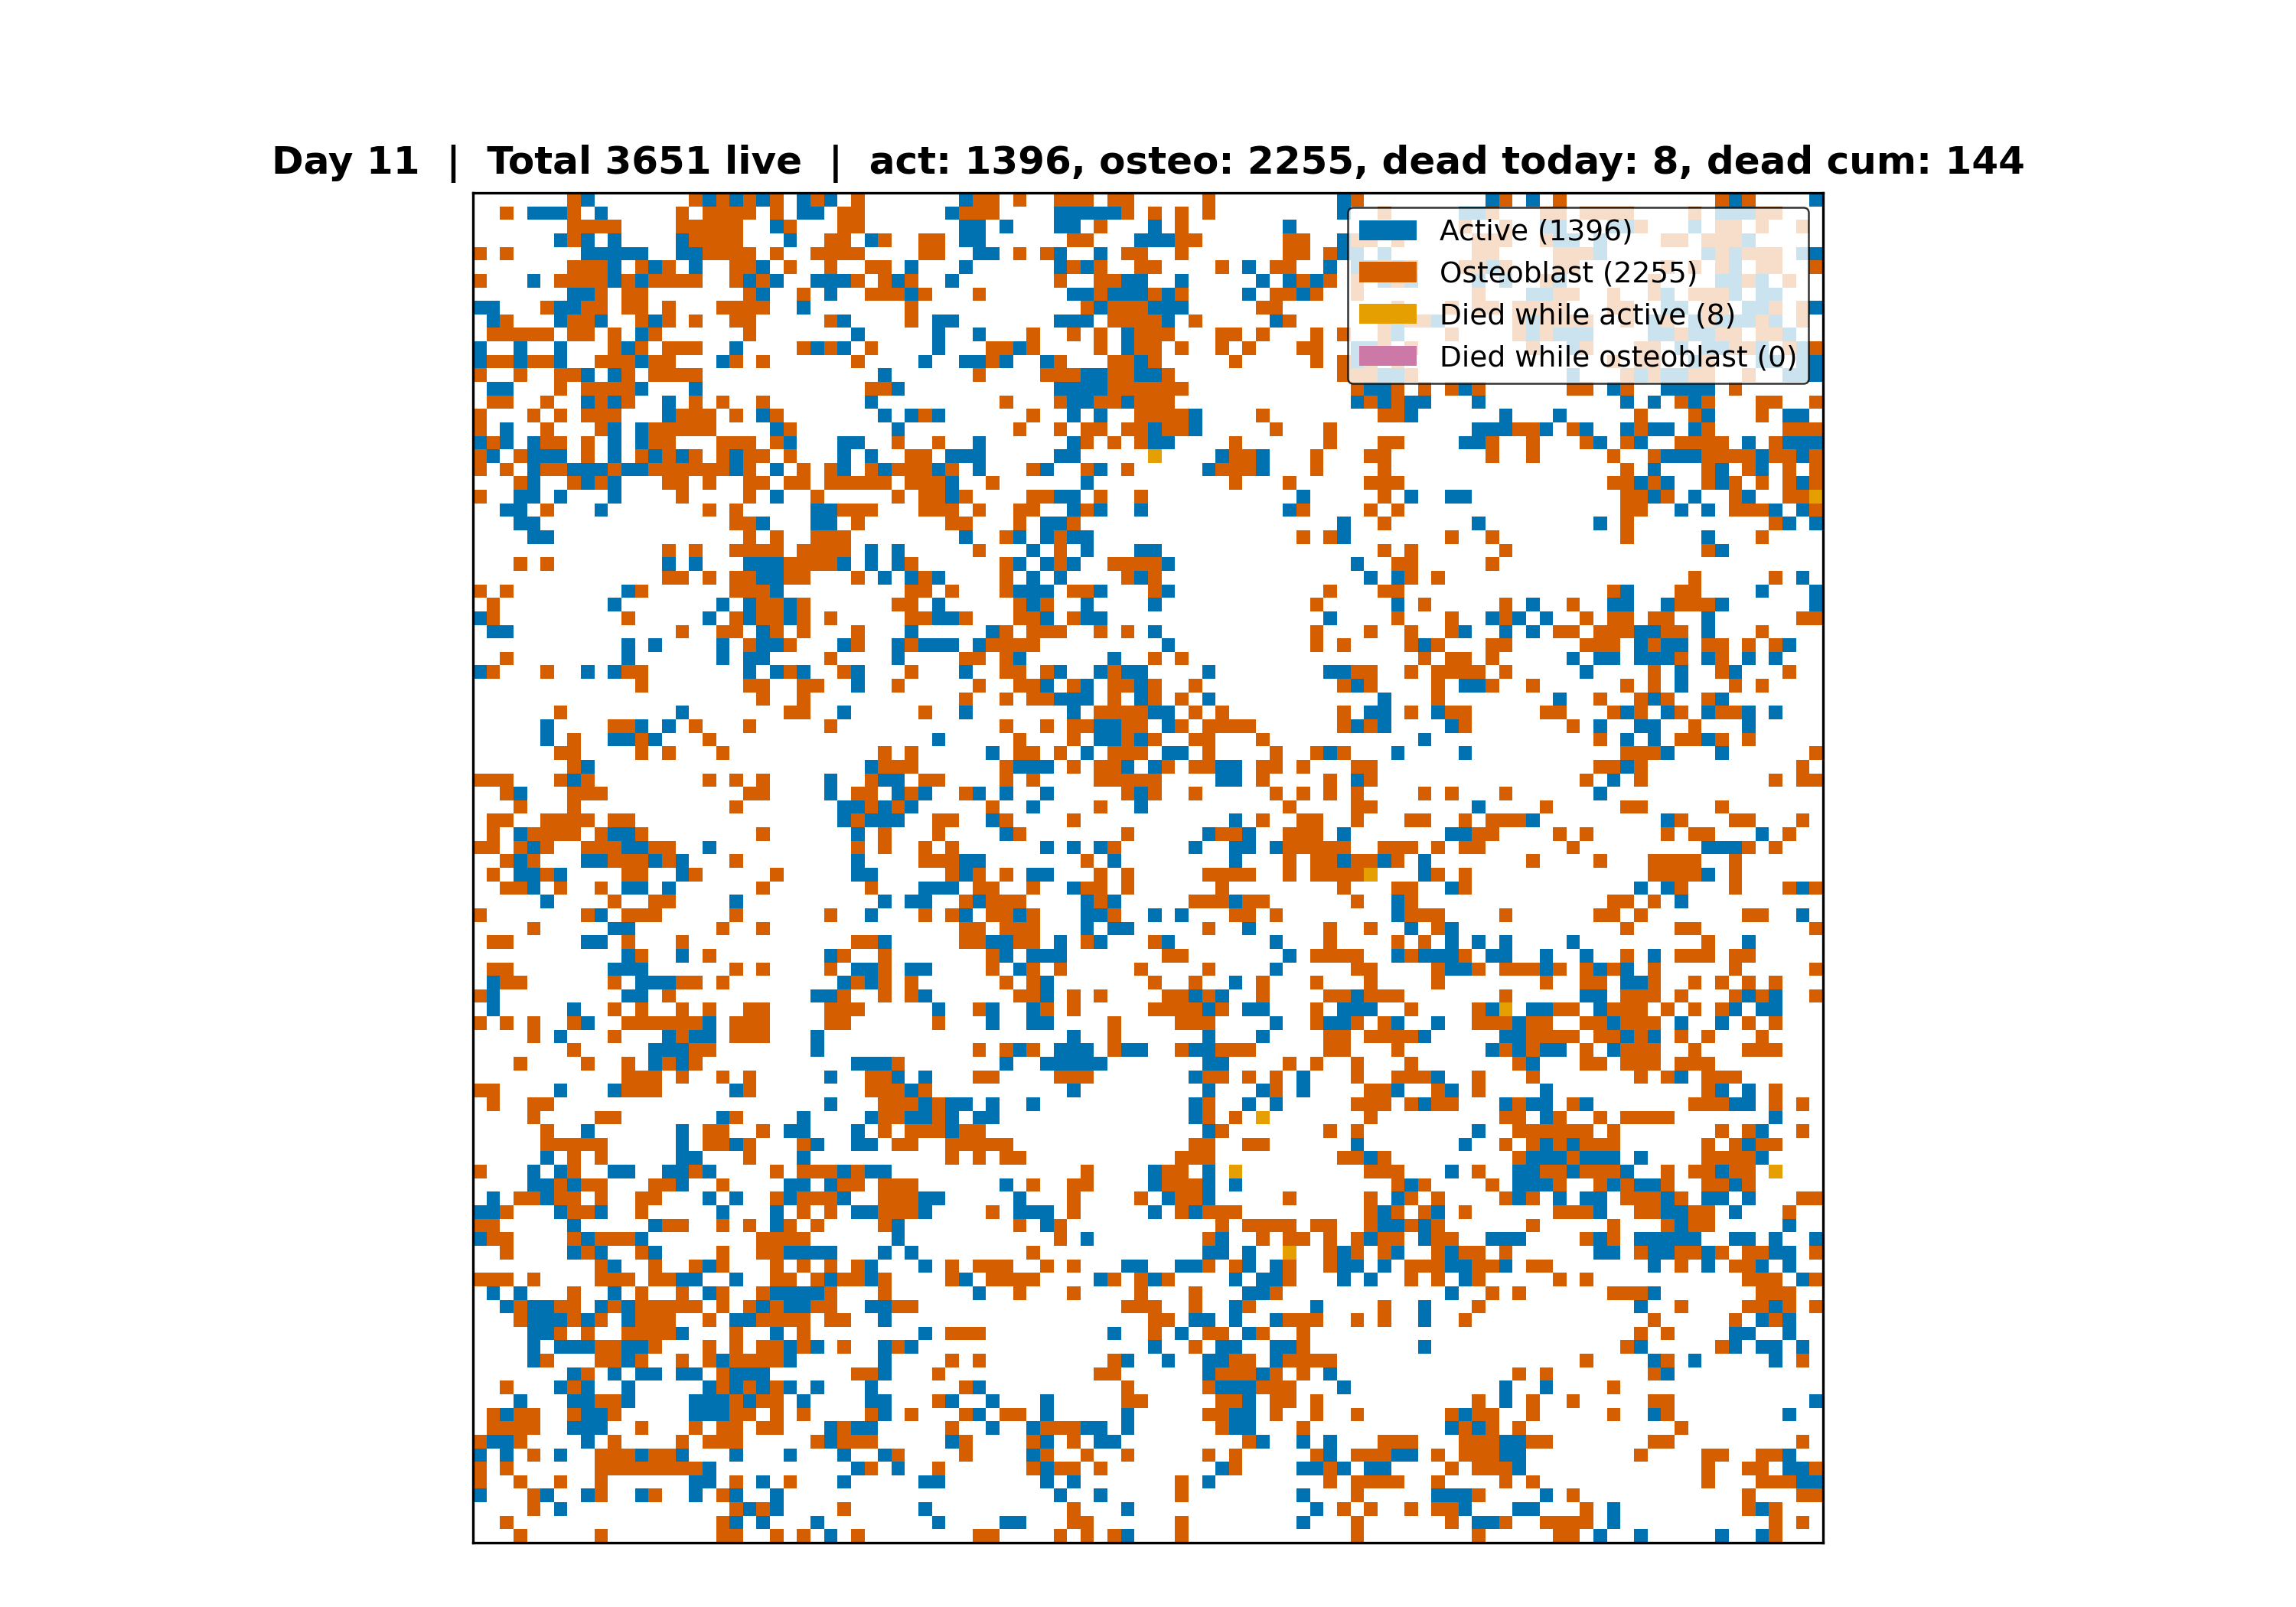 Day 11 | Total 3651 live | act: 1396, osteo: 2255, dead today: 8, dead cum: 144
Active (1396)
Osteoblast (2255)
Died while active (8)
Died while osteoblast (0)